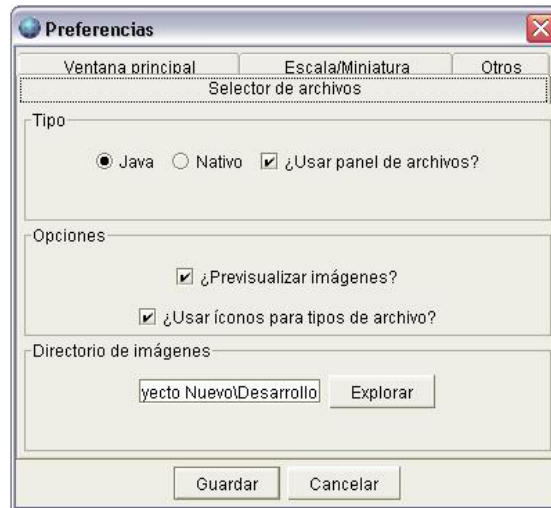 Preferencias
Ventana principal Escala/Miniatura Otros
Selector de archivos
Tipo
Java Nativo ¿Usar panel de archivos?
Opciones
¿Previsualizar imágenes?
¿Usar íconos para tipos de archivo?
Directorio de imágenes
yecto Nuevo\Desarrollo Explorar
Guardar Cancelar